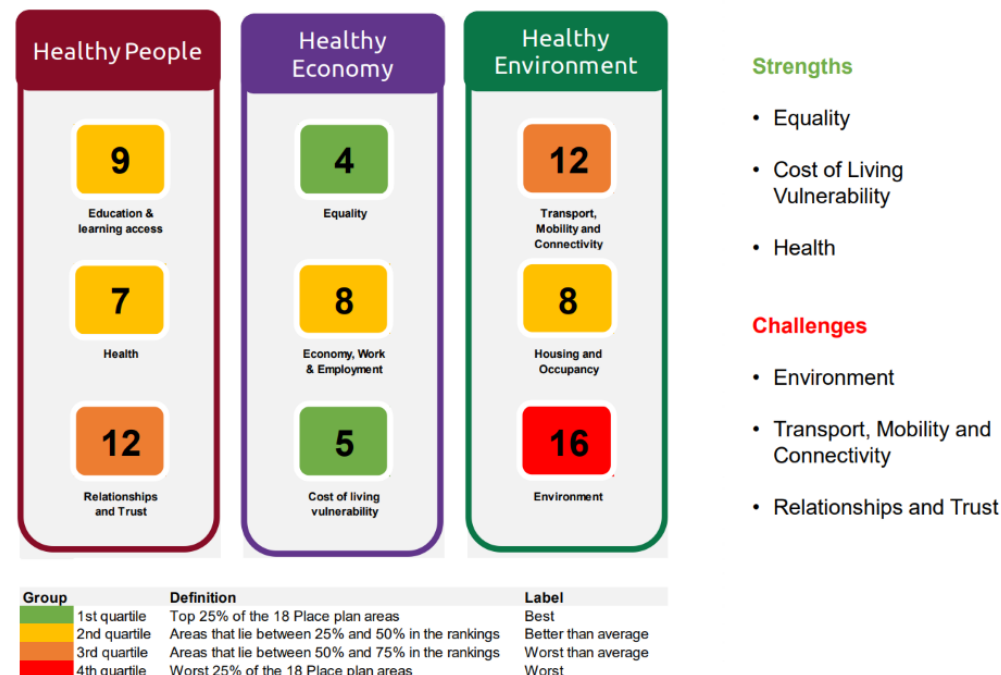 Healthy People
9
Education &
learning access
7
Health
12
Relationships
and Trust
Healthy
Economy
4
Equality
8
Economy, Work
& Employment
5
Cost of living
vulnerability
Healthy
Environment
12
Transport,
Mobility and
Connectivity
8
Housing and
Occupancy
16
Environment
Strengths
• Equality
• Cost of Living
Vulnerability
• Health
Challenges
• Environment
• Transport, Mobility and
Connectivity
• Relationships and Trust
Group Definition Label
1st quartile Top 25% of the 18 Place plan areas Best
2nd quartile Areas that lie between 25% and 50% in the rankings Better than average
3rd quartile Areas that lie between 50% and 75% in the rankings Worst than average
4th quartile Worst 25% of the 18 Place plan areas Worst